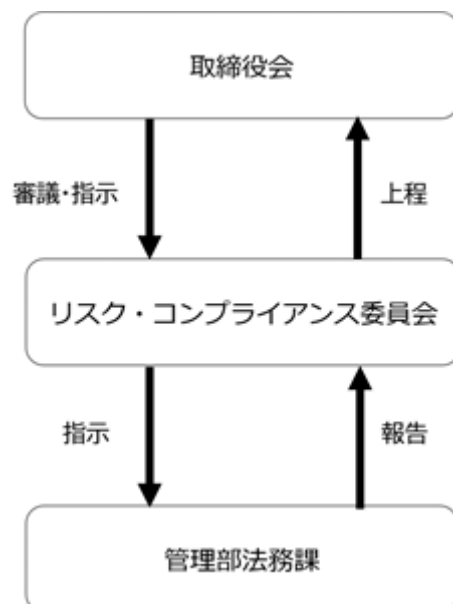 取締役会
審議・指示
上程
リスク・コンプライアンス委員会
指示
報告
管理部法務課